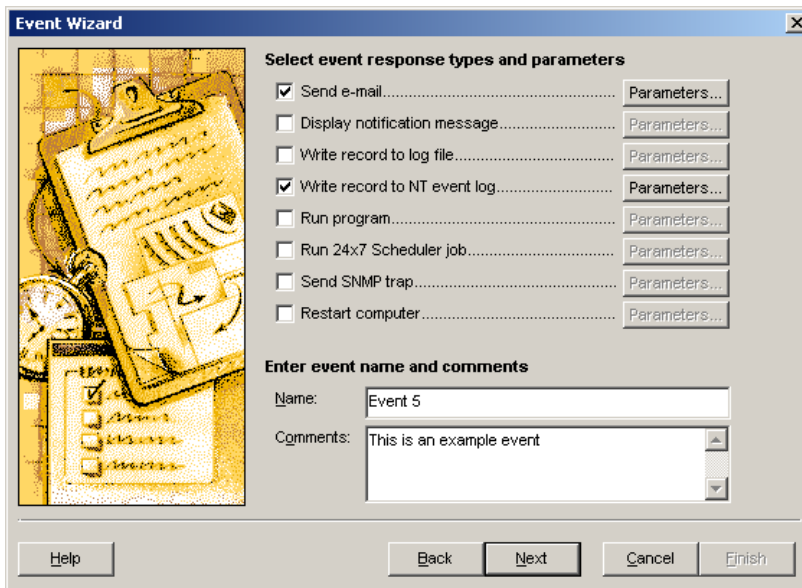 Event Wizard
Select event response types and parameters
Send e-mail........................................................ Parameters...
Display notification message........................... Parameters...
Write record to log file..................................... Parameters...
Write record to NT event log........................... Parameters...
Run program..................................................... Parameters...
Run 24x7 Scheduler job................................... Parameters...
Send SNMP trap............................................... Parameters...
Restart computer.............................................. Parameters...
Enter event name and comments
Name: Event 5
Comments: This is an example event
Help Back Next Cancel Finish